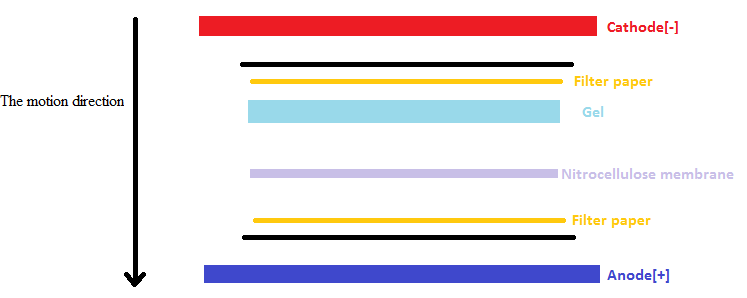 Cathode[-]
The motion direction
Filter paper
Gel
Nitrocellulose membrane
Filter paper
Anode[+]